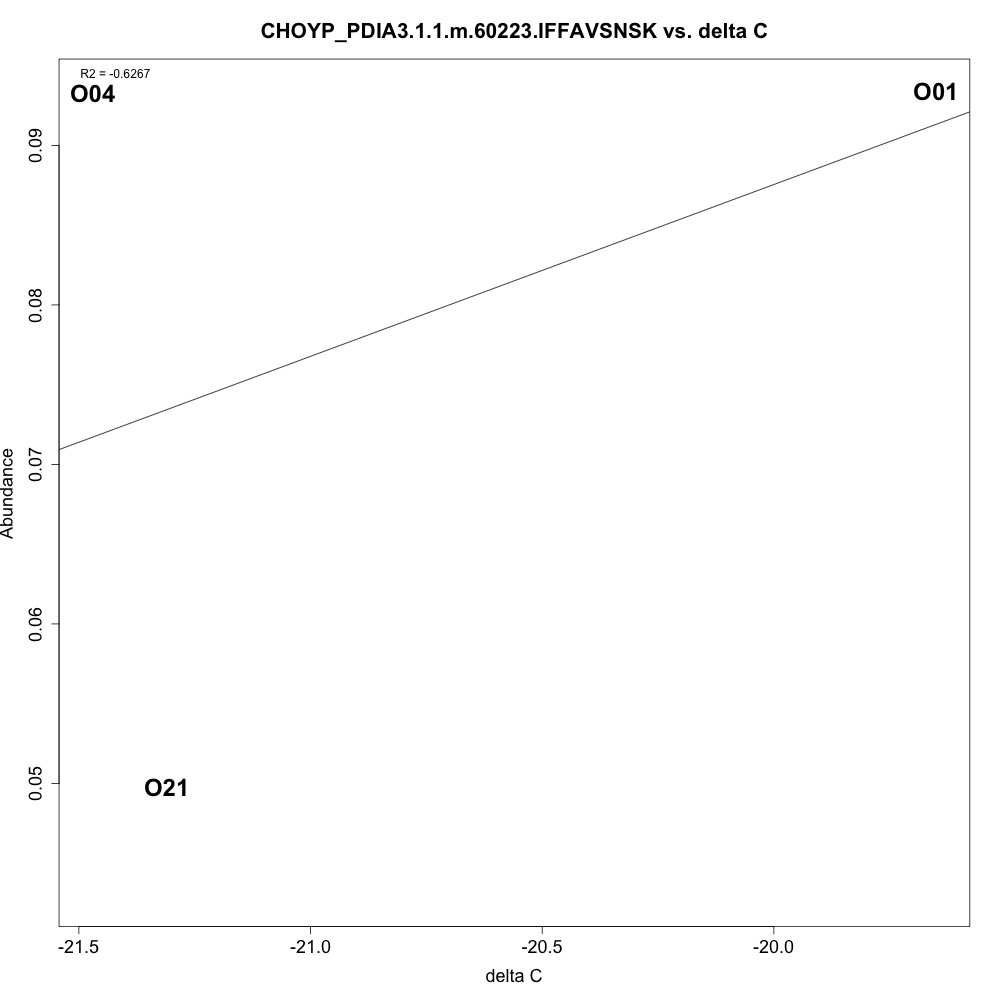 CHOYP_PDIA3.1.1.m.60223.IFFAVSNSK vs. delta C
R2 = -0.6267
O04
O01
0.09
0.08
0.07
Abundance
0.06
0.05
O21
-21.5 -21.0 -20.5 -20.0
delta C